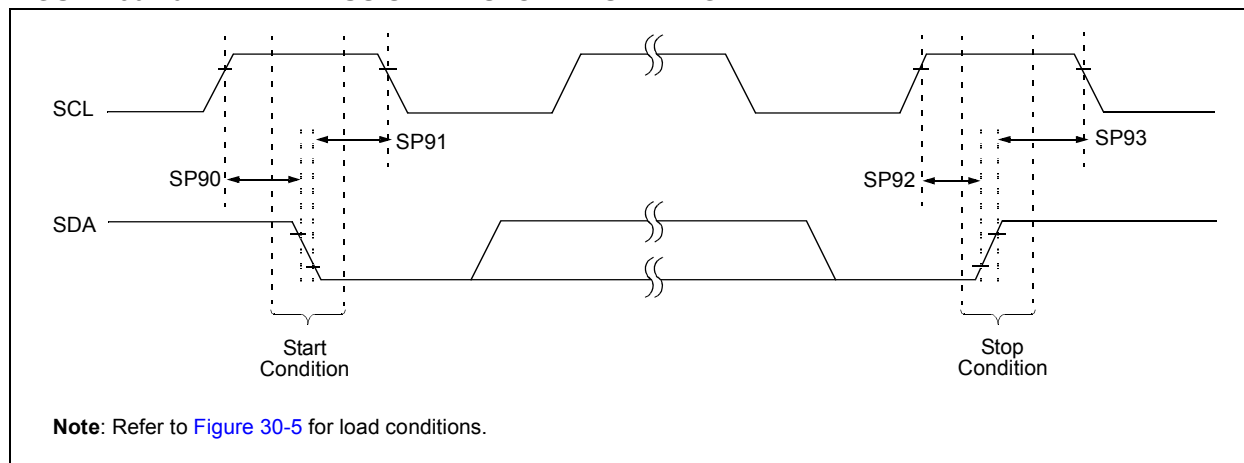 SCL
SP91
SP93
SP90
SP92
SDA
Start
Condition
Stop
Condition
Note: Refer to Figure 30-5 for load conditions.